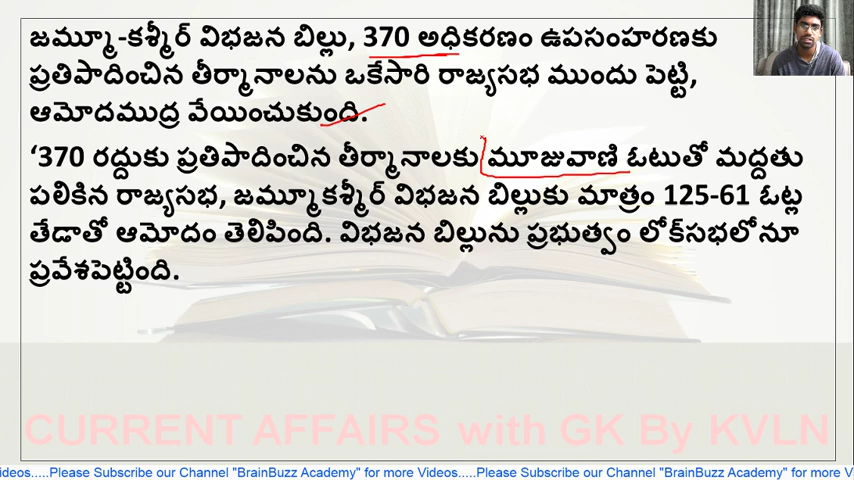 జమ్మూ-కశ్మీర్ విభజన బిల్లు, 370 అధికరణం ఉపసంహరణకు
ప్రతిపాదించిన తీర్మానాలను ఒకేసారి రాజ్యసభ ముందు పెట్టి,
ఆమోదముద్ర వేయించుకుంది.
‘370 రద్దుకు ప్రతిపాదించిన తీర్మానాలకు మూజువాణి ఓటుతో మద్దతు
పలికిన రాజ్యసభ, జమ్మూకశ్మీర్ విభజన బిల్లుకు మాత్రం 125-61 ఓట్ల
తేడాతో ఆమోదం తెలిపింది. విభజన బిల్లును ప్రభుత్వం లోక్‌సభలోనూ
ప్రవేశపెట్టింది.
CURRENT AFFAIRS with GK By KVLN
ideos.....Please Subscribe our Channel "BrainBuzz Academy" for more Videos.....Please Subscribe our Channel "BrainBuzz Academy" for more V